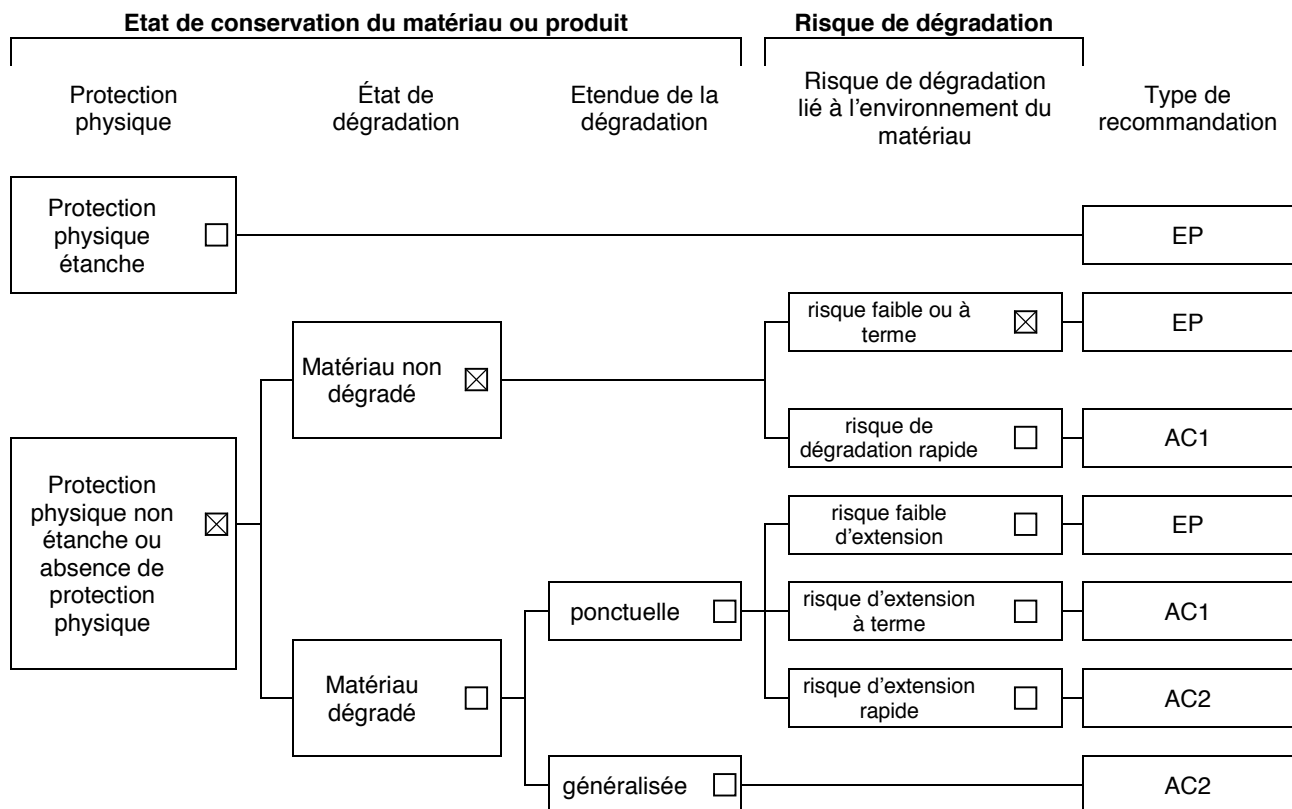 Etat de conservation du matériau ou produit
Risque de dégradation
Protection
physique
État de
dégradation
Etendue de la
dégradation
Risque de dégradation
lié à l'environnement du
matériau
Type de
recommandation
Protection
physique
étanche
EP
risque faible ou à
terme
EP
Matériau non
dégradé
risque de
dégradation rapide
AC1
Protection
physique non
étanche ou
absence de
protection
physique
risque faible
d'extension
EP
ponctuelle
risque d'extension
à terme
AC1
Matériau
dégradé
risque d'extension
rapide
AC2
généralisée
AC2